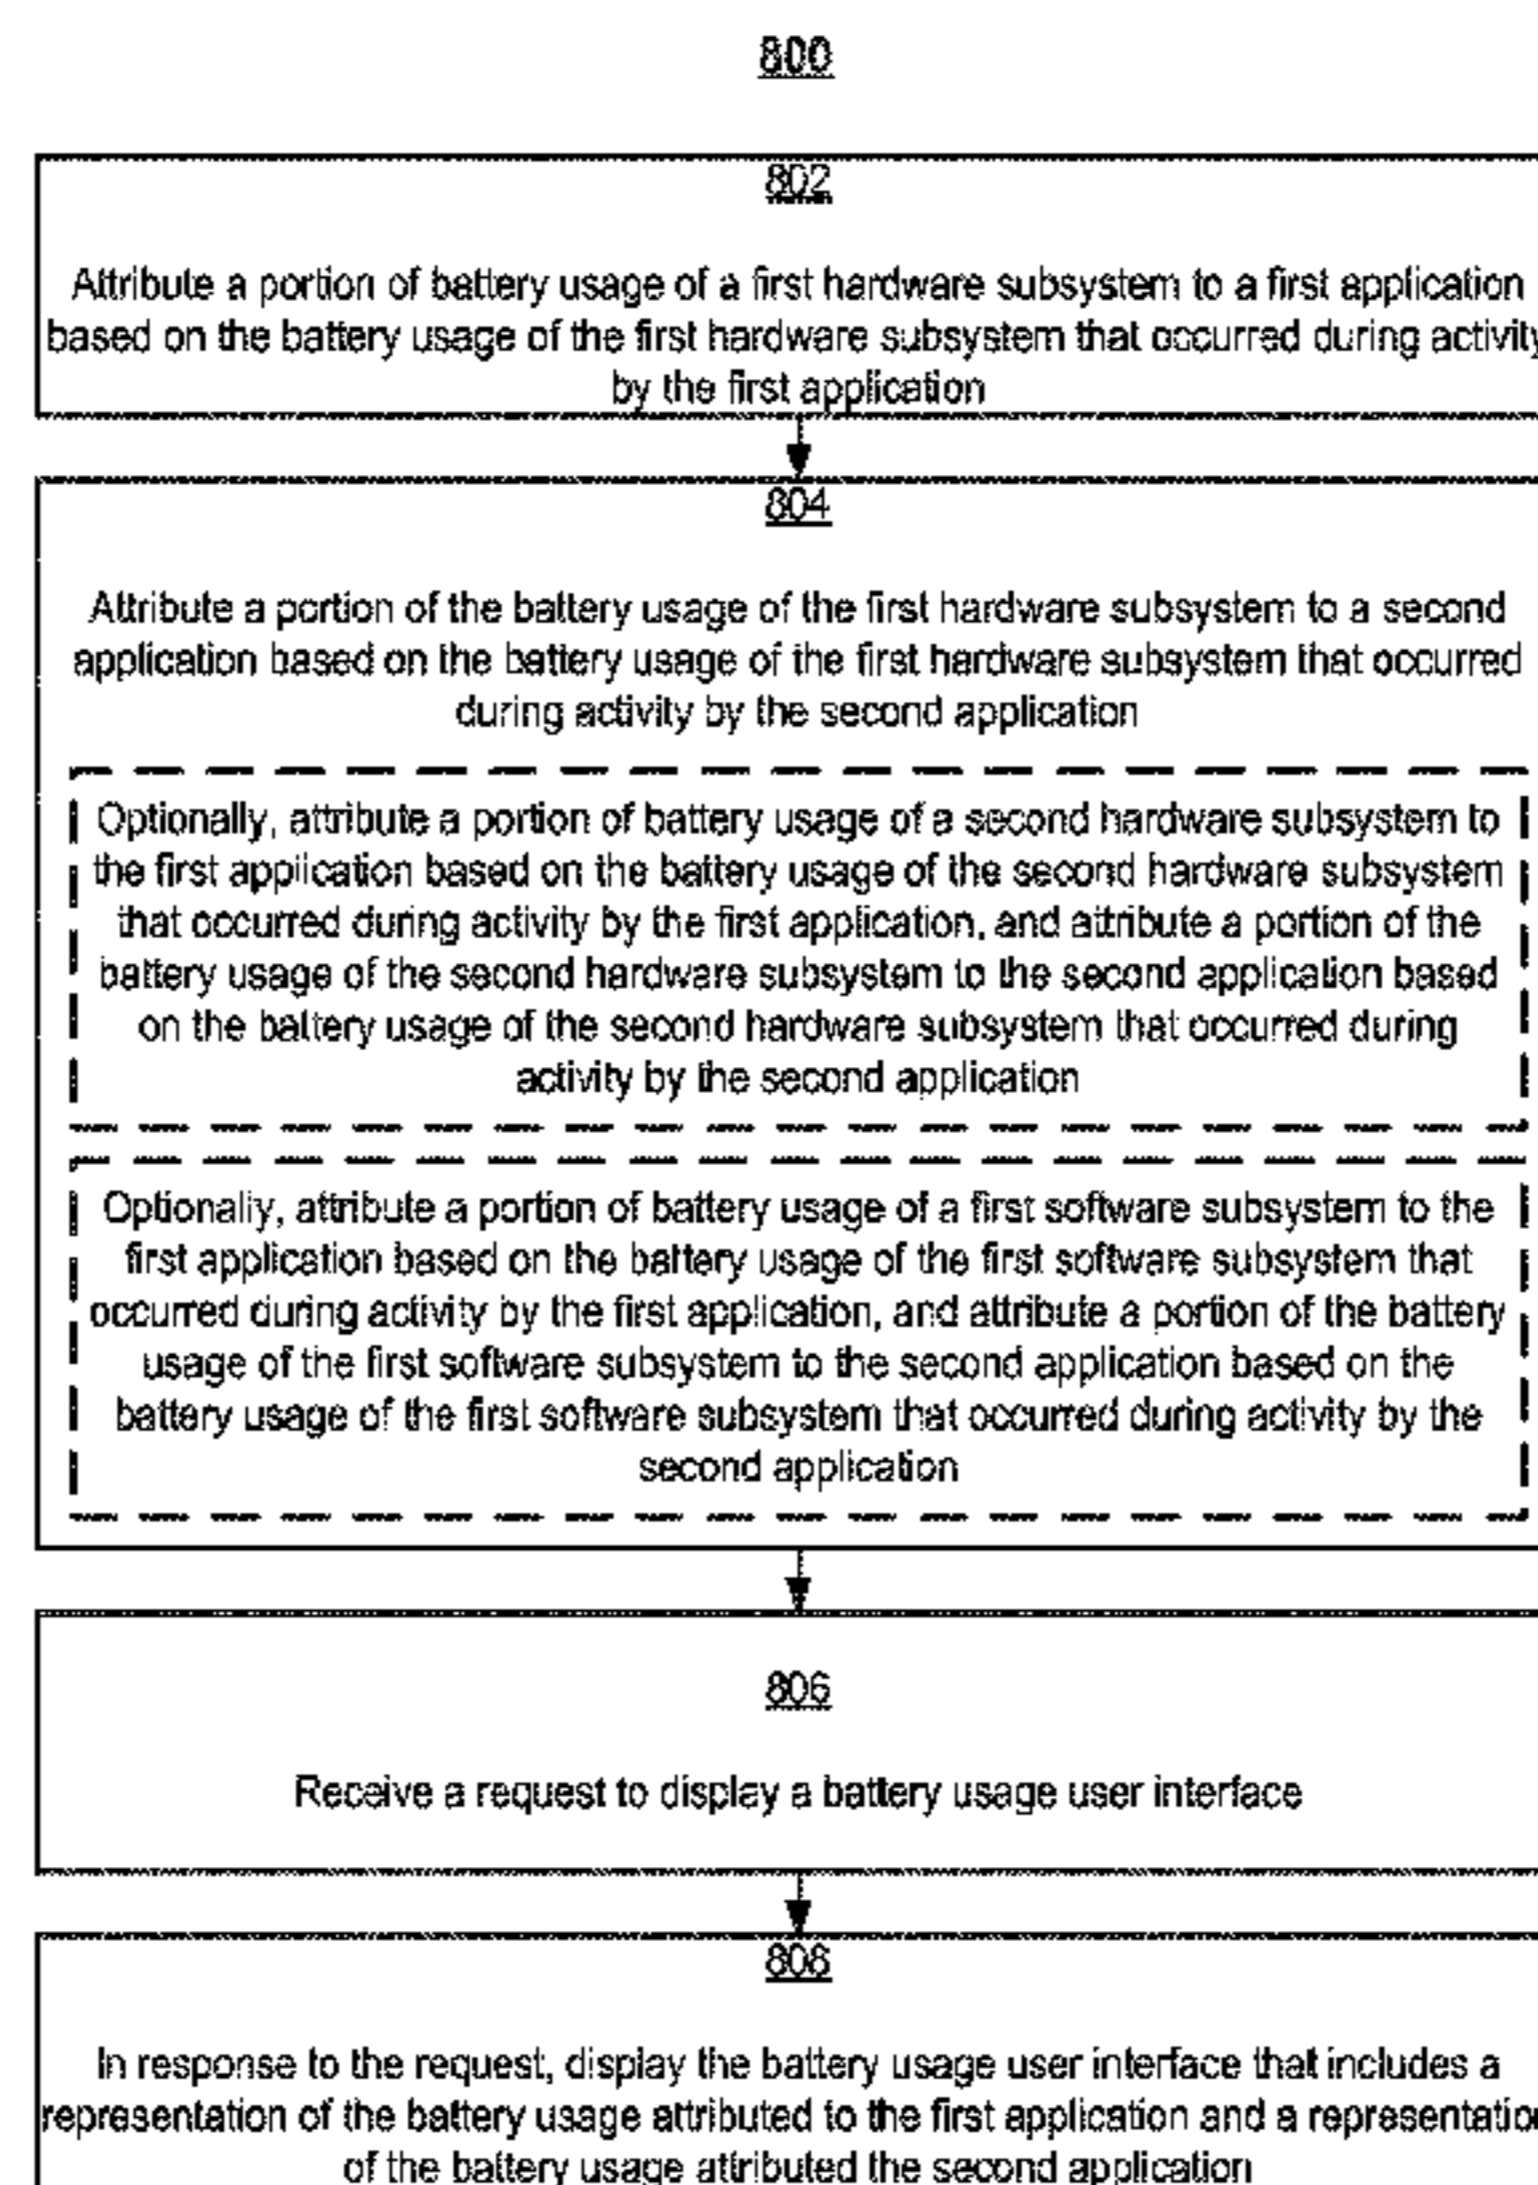 800
802
Attribute a portion of battery usage of a first hardware subsystem to a first application
based on the battery usage of the first hardware subsystem that occurred during activity
by the first application
804
Attribute a portion of the battery usage of the first hardware subsystem to a second
application based on the battery usage of the first hardware subsystem that occurred
during activity by the second application
Optionally, attribute a portion of battery usage of a second hardware subsystem to
the first application based on the battery usage of the second hardware subsystem
that occurred during activity by the first application, and attribute a portion of the
battery usage of the second hardware subsystem to the second application based
on the battery usage of the second hardware subsystem that occurred during
activity by the second application
Optionally, attribute a portion of battery usage of a first software subsystem to the
first application based on the battery usage of the first software subsystem that
occurred during activity by the first application, and attribute a portion of the battery
usage of the first software subsystem to the second application based on the
battery usage of the first software subsystem that occurred during activity by the
second application
806
Receive a request to display a battery usage user interface
808
In response to the request, display the battery usage user interface that includes a
representation of the battery usage attributed to the first application and a representation
of the battery usage attributed the second application